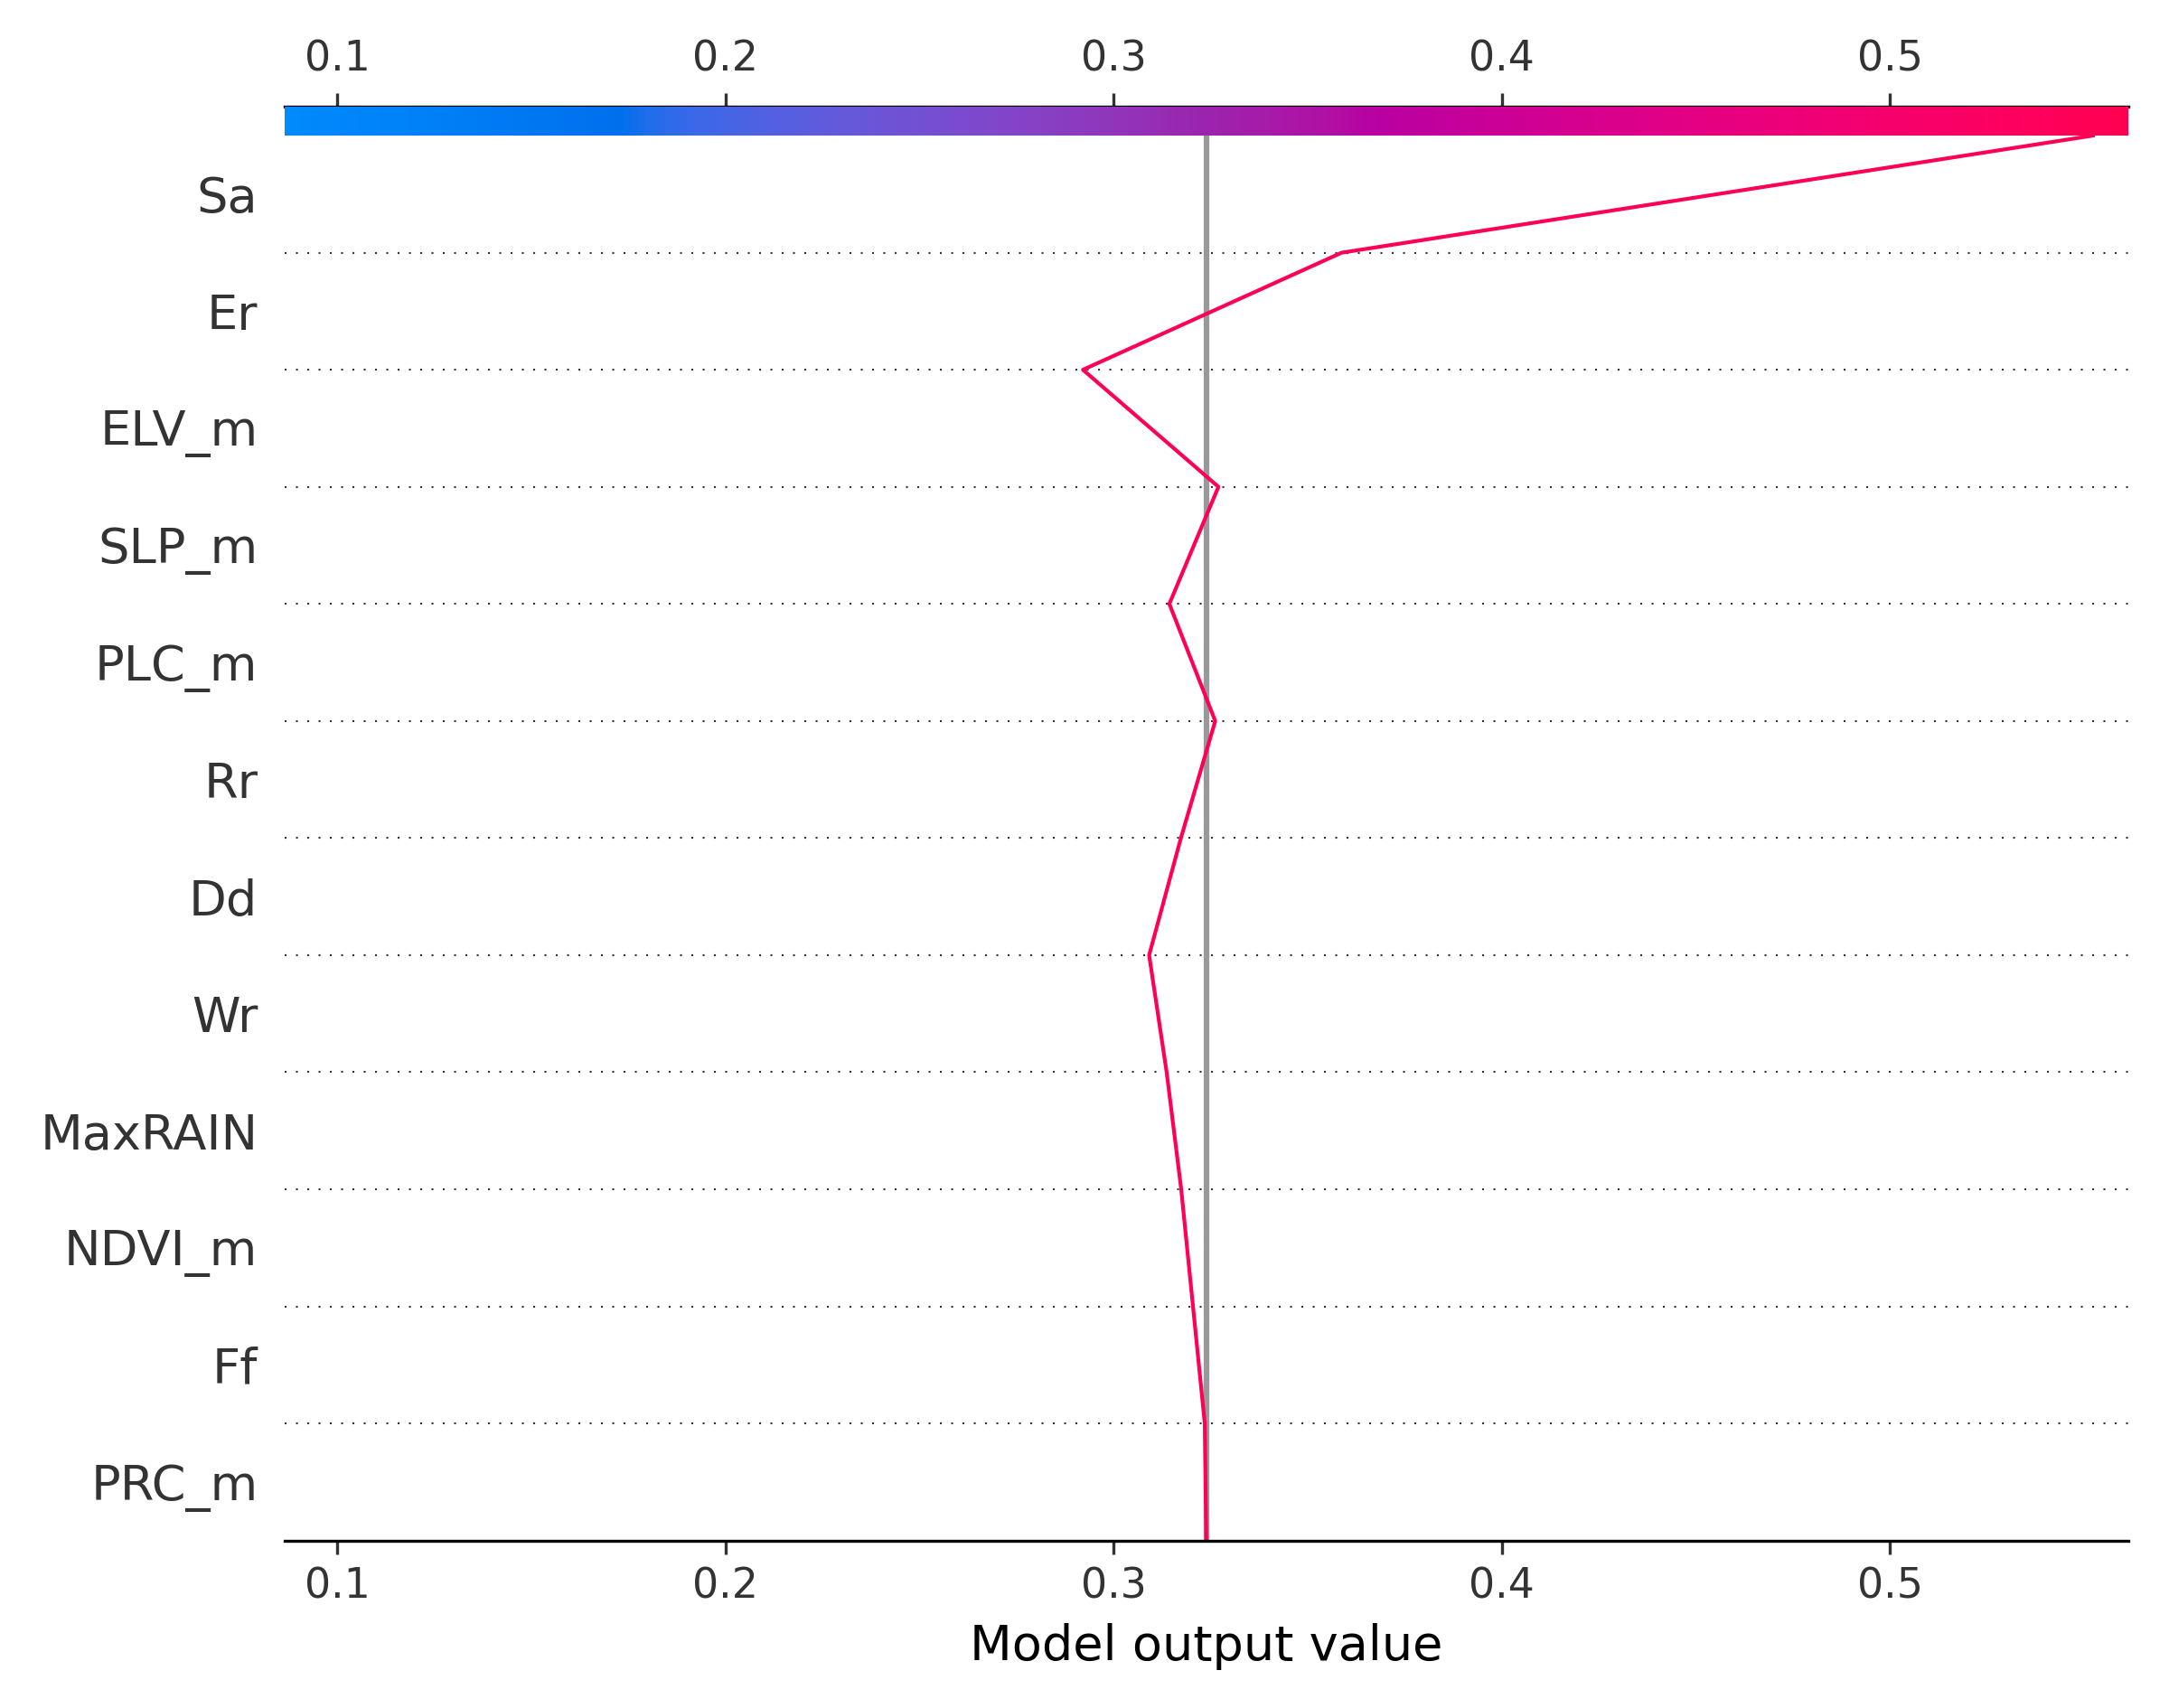 0.1 0.2 0.3 0.4 0.5
Sa
Er
ELV_m
SLP_m
PLC_m
Rr
Dd
Wr
MaxRAIN
NDVI_m
Ff
PRC_m
0.1 0.2 0.3 0.4 0.5
Model output value